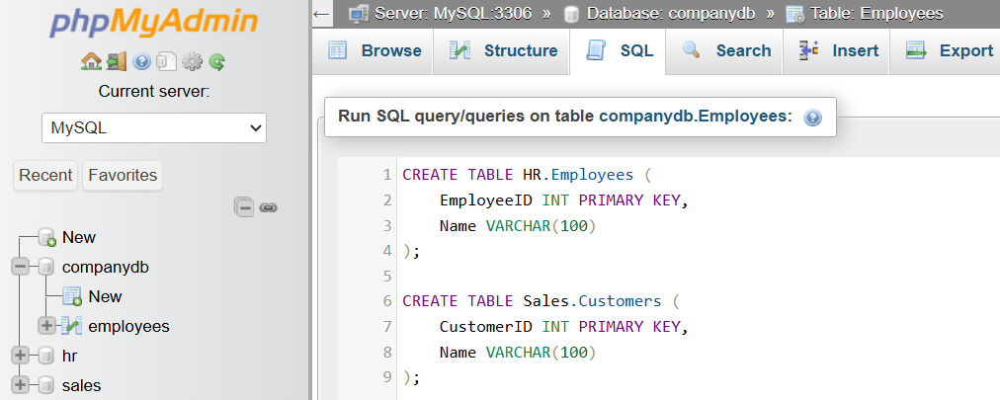 phpMyAdmin
Current server:
MySQL
Recent Favorites
New
companydb
New
employees
hr
sales
← Server: MySQL:3306 » Database: companydb » Table: Employees
Browse Structure SQL Search Insert Export
Run SQL query/queries on table companydb.Employees:
1 CREATE TABLE HR.Employees (
2 EmployeeID INT PRIMARY KEY,
3 Name VARCHAR(100)
4 );
5
6 CREATE TABLE Sales.Customers (
7 CustomerID INT PRIMARY KEY,
8 Name VARCHAR(100)
9 );